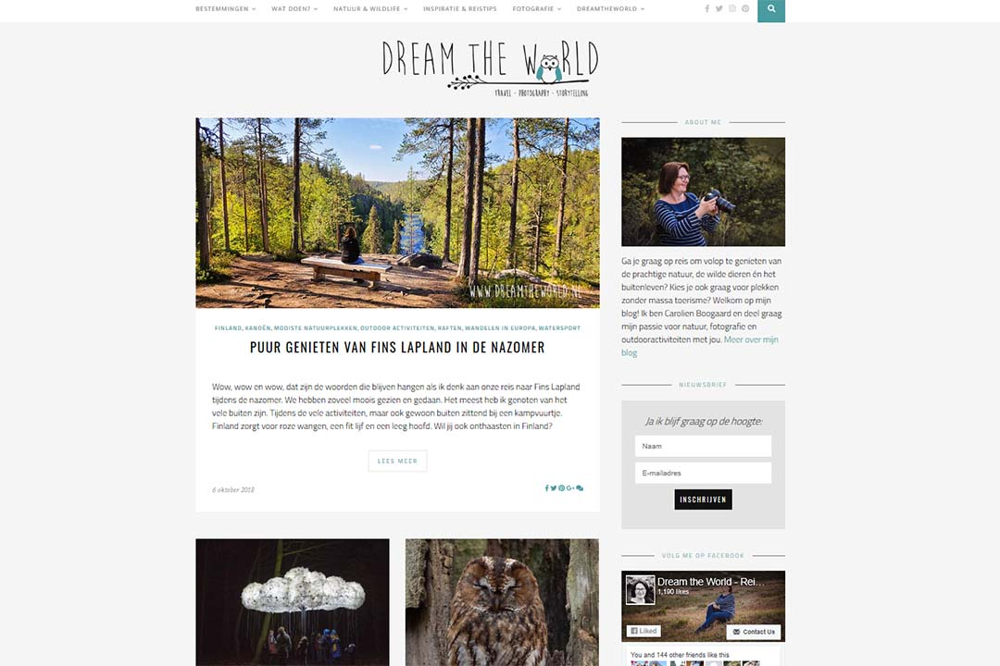 BESTEMMINGEN WAT DOEN? NATUUR & WILDLIFE INSPIRATIE & REISTIPS FOTOGRAFIE DREAMTHEWORLD
DREAM THE WORLD
TRAVEL - PHOTOGRAPHY - STORYTELLING
WWW.DREAMTHEWORLD.NL
FINLAND, KANOËN, MOOISTE NATUURPLEKKEN, OUTDOOR ACTIVITEITEN, RAFTEN, WANDELEN IN EUROPA, WATERSPORT
PUUR GENIETEN VAN FINS LAPLAND IN DE NAZOMER
Wow, wow en wow, dat zijn de woorden die blijven hangen als ik denk aan onze reis naar Fins Lapland
tijdens de nazomer. We hebben zoveel moois gezien en gedaan. Het meest heb ik genoten van het
vele buiten zijn. Tijdens de vele activiteiten, maar ook gewoon buiten zittend bij een kampvuurtje.
Finland zorgt voor roze wangen, een fit lijf en een leeg hoofd. Wil jij ook onthaasten in Finland?
LEES MEER
6 oktober 2018
ABOUT ME
Ga je graag op reis om volop te genieten van
de prachtige natuur, de wilde dieren én het
buitenleven? Kies je ook graag voor plekken
zonder massa toerisme? Welkom op mijn
blog! Ik ben Carolien Boogaard en deel graag
mijn passie voor natuur, fotografie en
outdooractiviteiten met jou. Meer over mijn
blog
NIEUWSBRIEF
Ja ik blijf graag op de hoogte:
Naam
E-mailadres
INSCHRIJVEN
VOLG ME OP FACEBOOK
Dream the World - Rei...
1,190 likes
Liked
Contact Us
You and 144 other friends like this